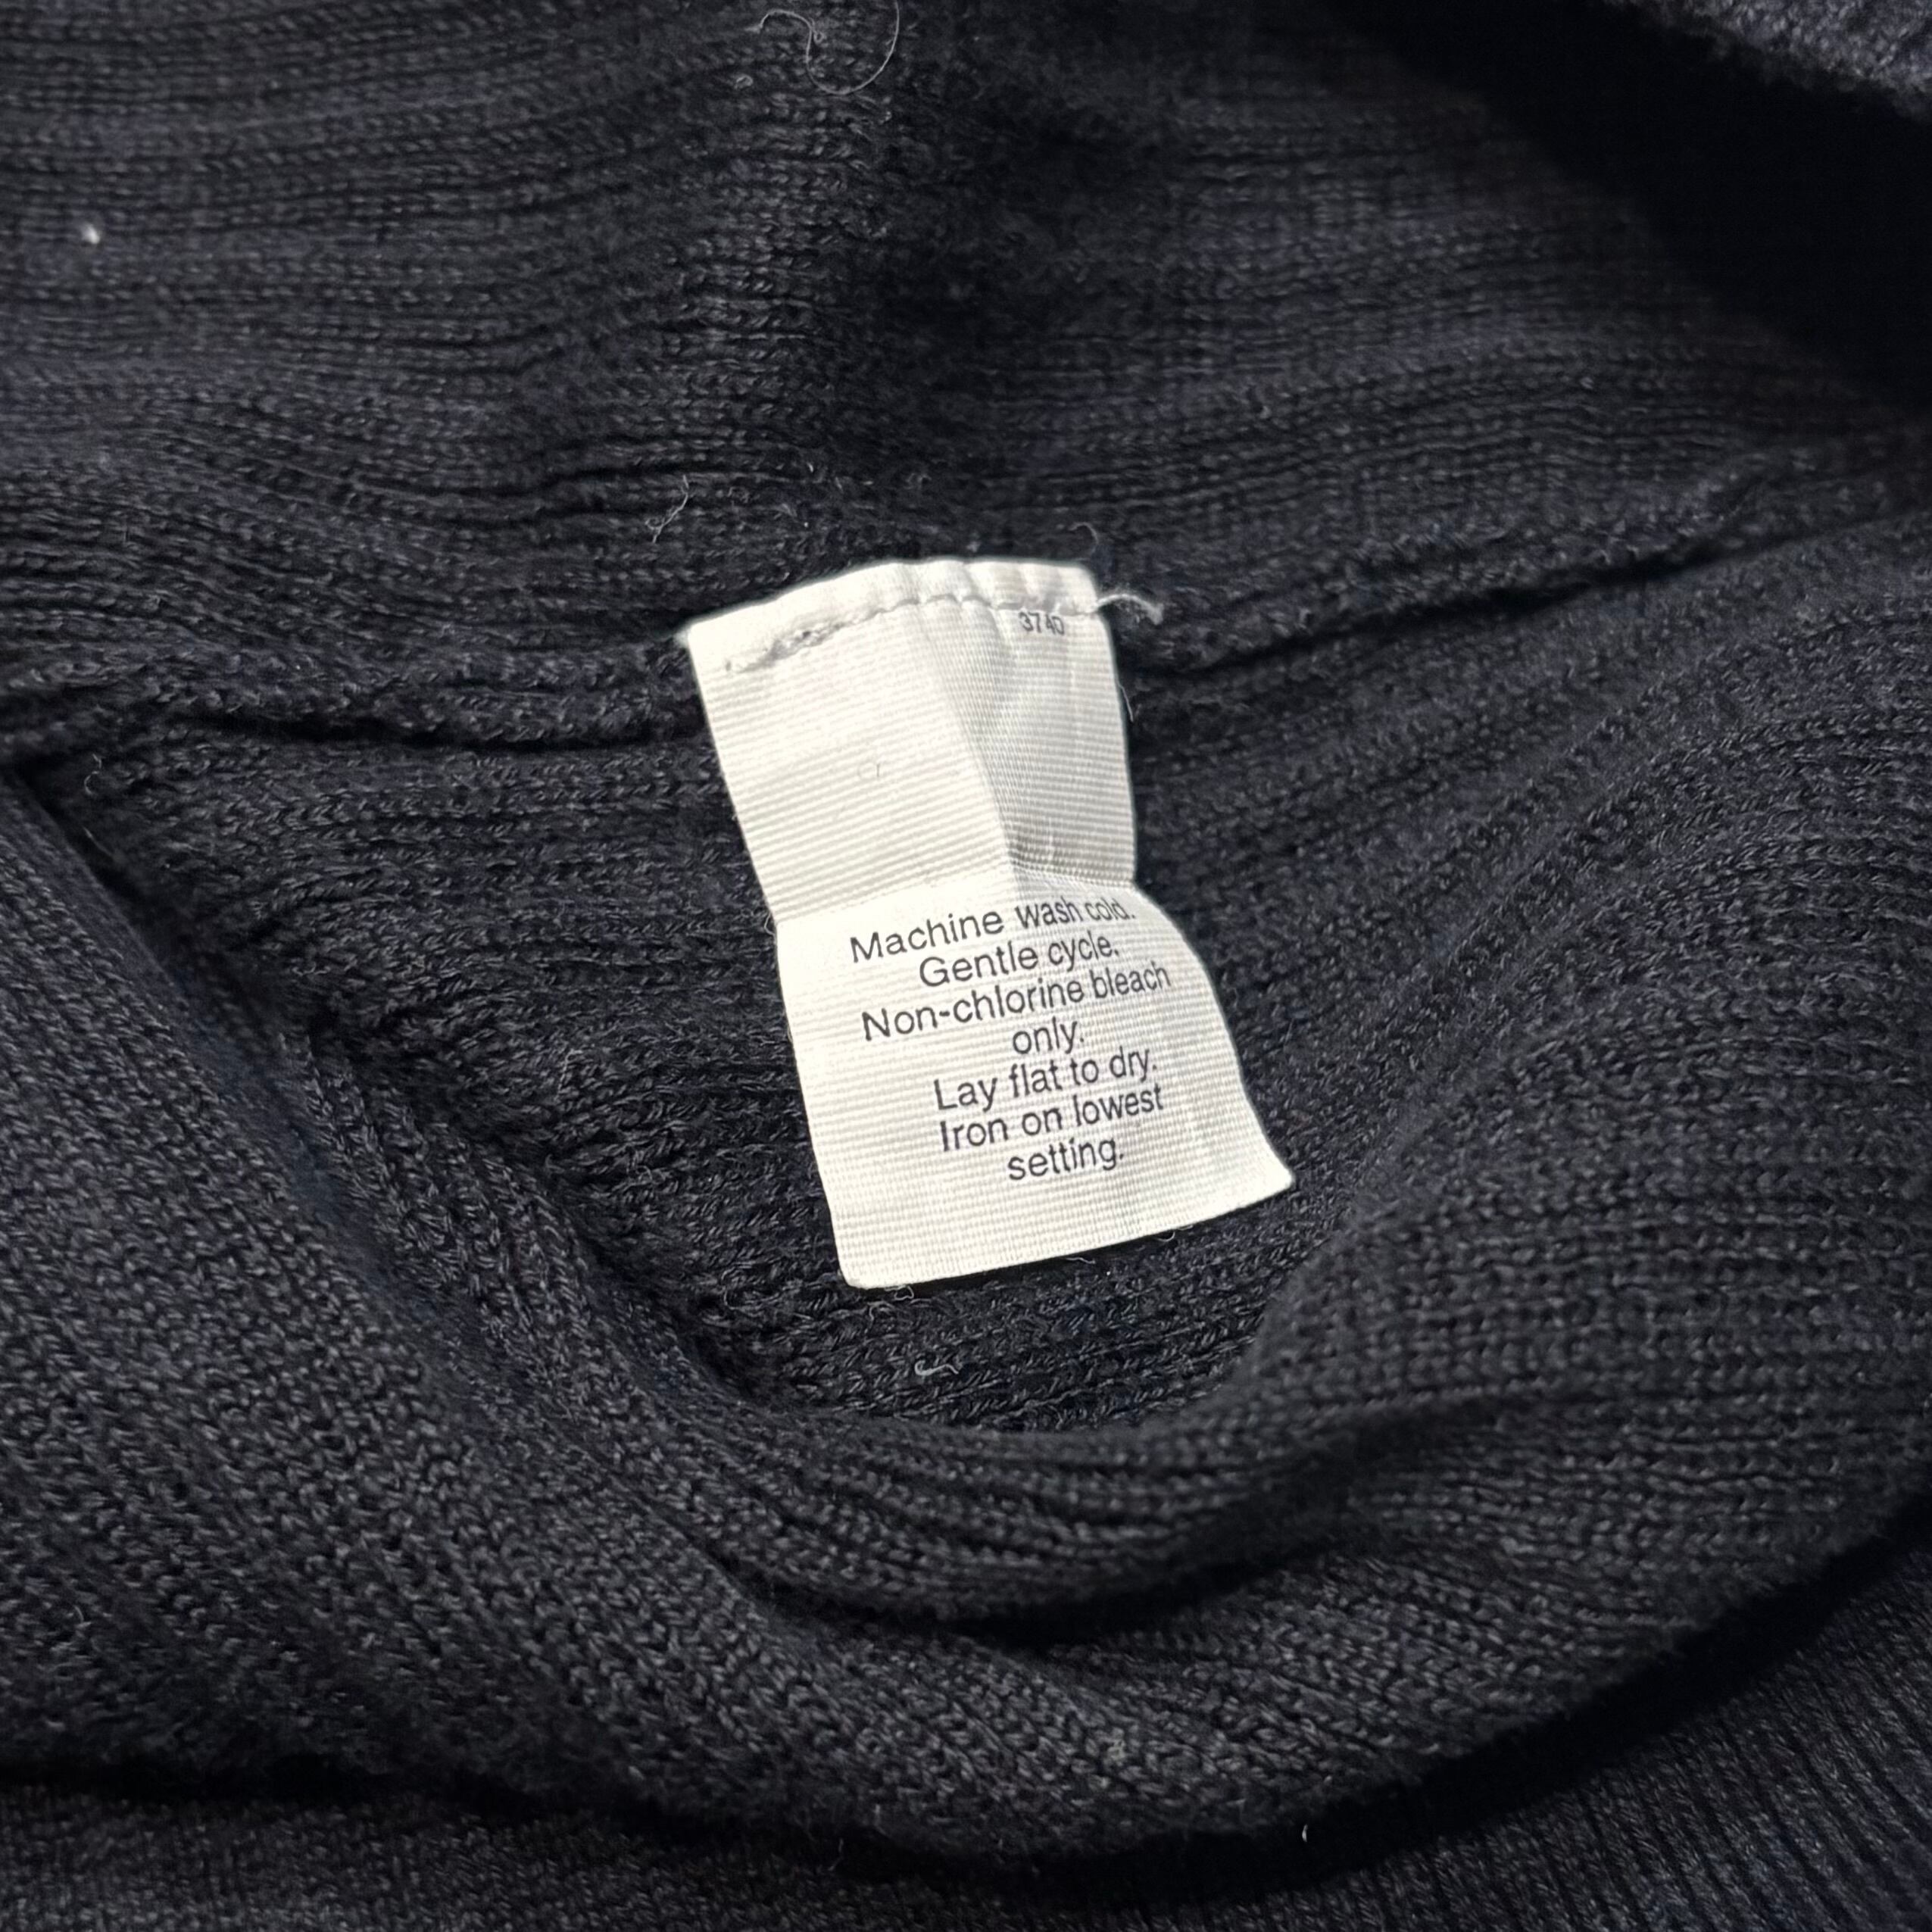 3740
Machine wash cold.
Gentle cycle.
Non-chlorine bleach
only.
Lay flat to dry.
Iron on lowest
setting.